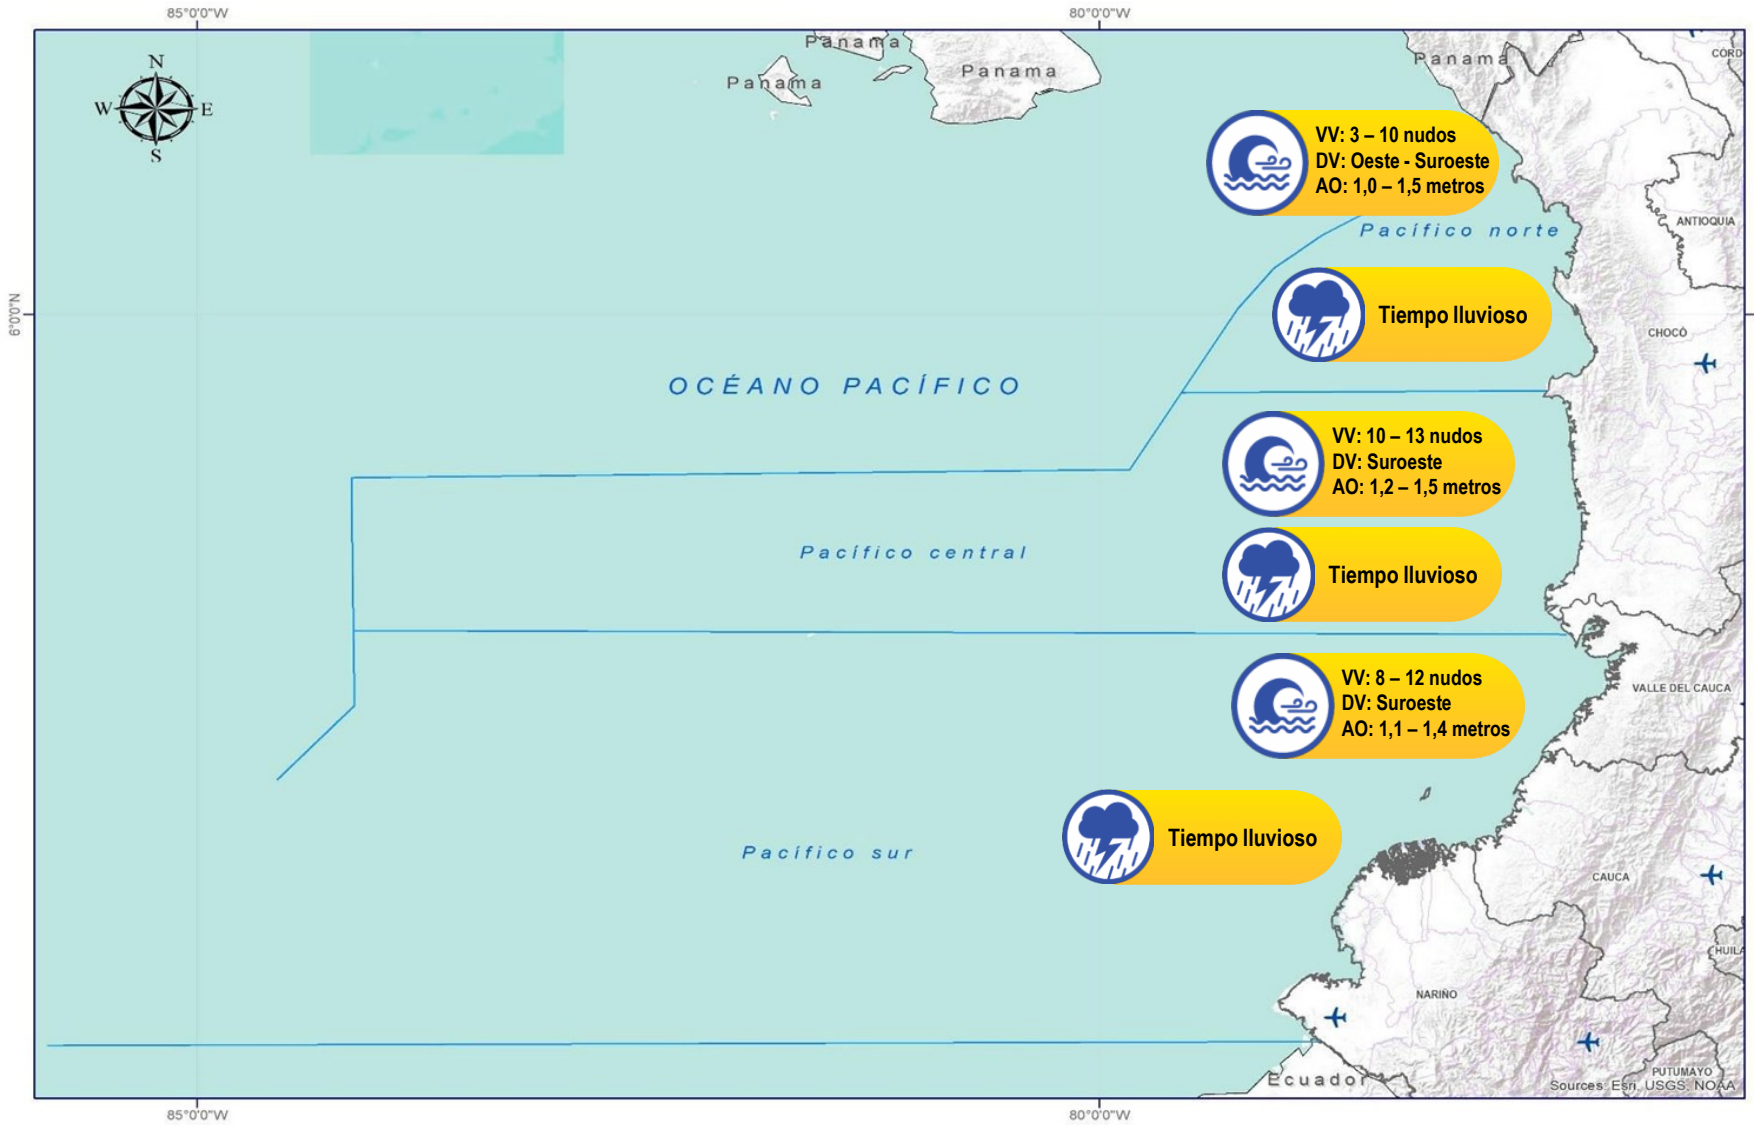 85°0'0"W
80°0'0"W
N
W
E
S
Panama
Panama
Panama
Panama
CÓRD
VV: 3 – 10 nudos
DV: Oeste - Suroeste
AO: 1,0 – 1,5 metros
ANTIOQUIA
Pacífico norte
6°0'0"N
Tiempo lluvioso
CHOCÓ
OCÉANO PACÍFICO
VV: 10 – 13 nudos
DV: Suroeste
AO: 1,2 – 1,5 metros
Pacífico central
Tiempo lluvioso
VV: 8 – 12 nudos
DV: Suroeste
AO: 1,1 – 1,4 metros
VALLE DEL CAUCA
Tiempo lluvioso
Pacífico sur
CAUCA
HUILA
NARIÑO
Ecuador
PUTUMAYO
Sources: Esri, USGS, NOAA
85°0'0"W
80°0'0"W